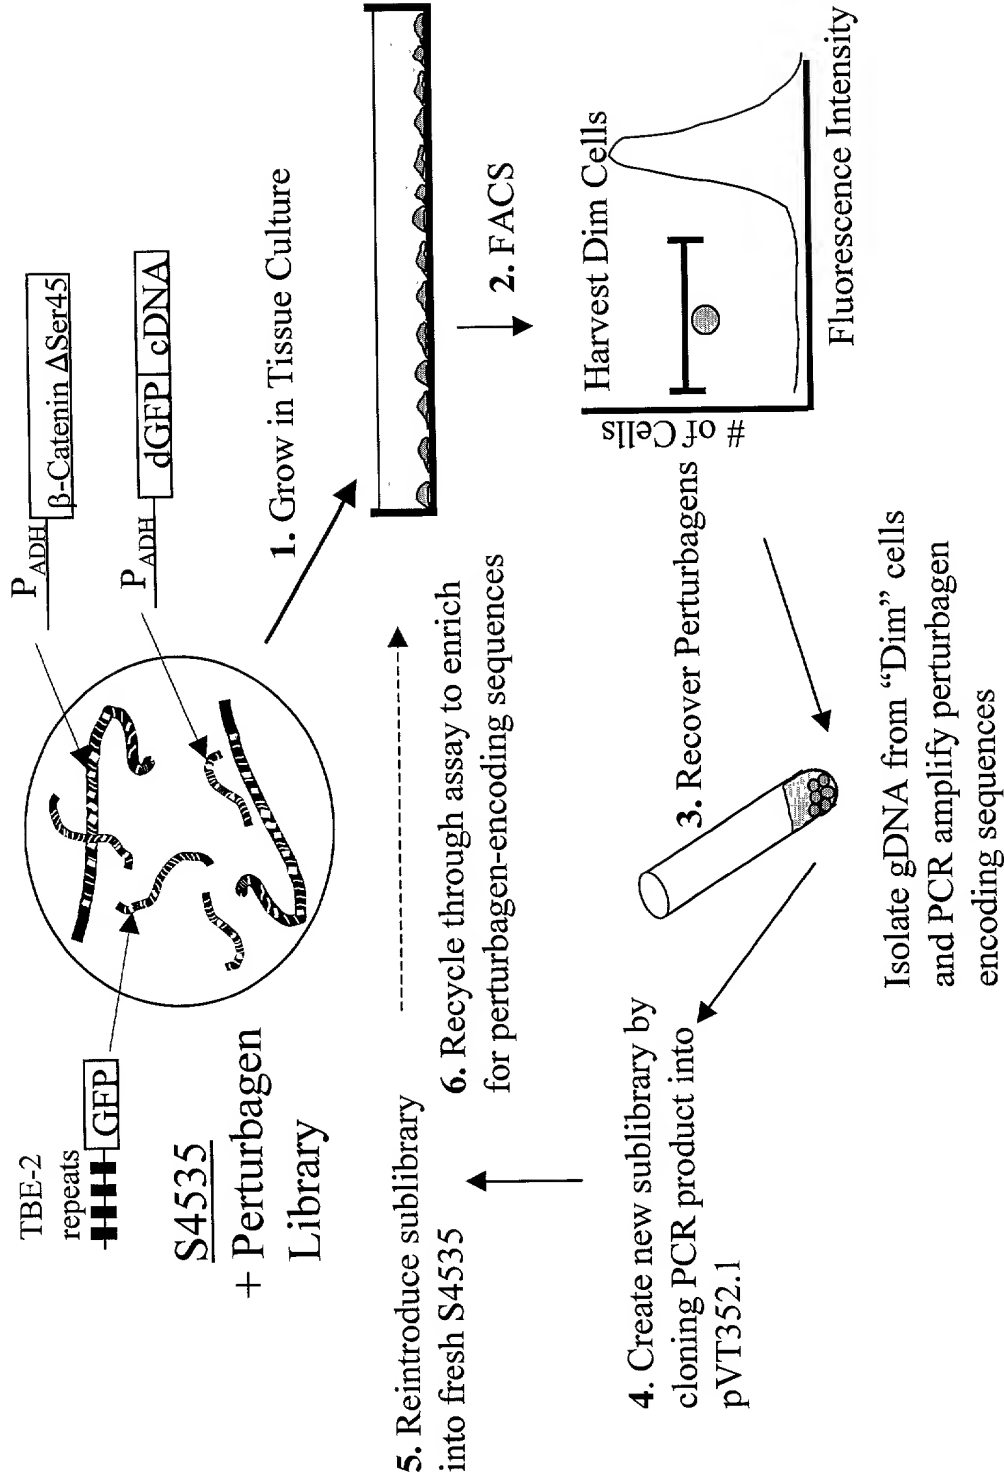 TBE-2
repeats
GFP
P_ADH
β-Catenin ΔSer45
P_ADH
dGFP cDNA
S4535
+ Perturbagen
Library
1. Grow in Tissue Culture
2. FACS
Harvest Dim Cells
# of Cells
Fluorescence Intensity
3. Recover Perturbagens
Isolate gDNA from “Dim” cells
and PCR amplify perturbagen
encoding sequences
4. Create new sublibrary by
cloning PCR product into
pVT352.1
5. Reintroduce sublibrary
into fresh S4535
6. Recycle through assay to enrich
for perturbagen-encoding sequences